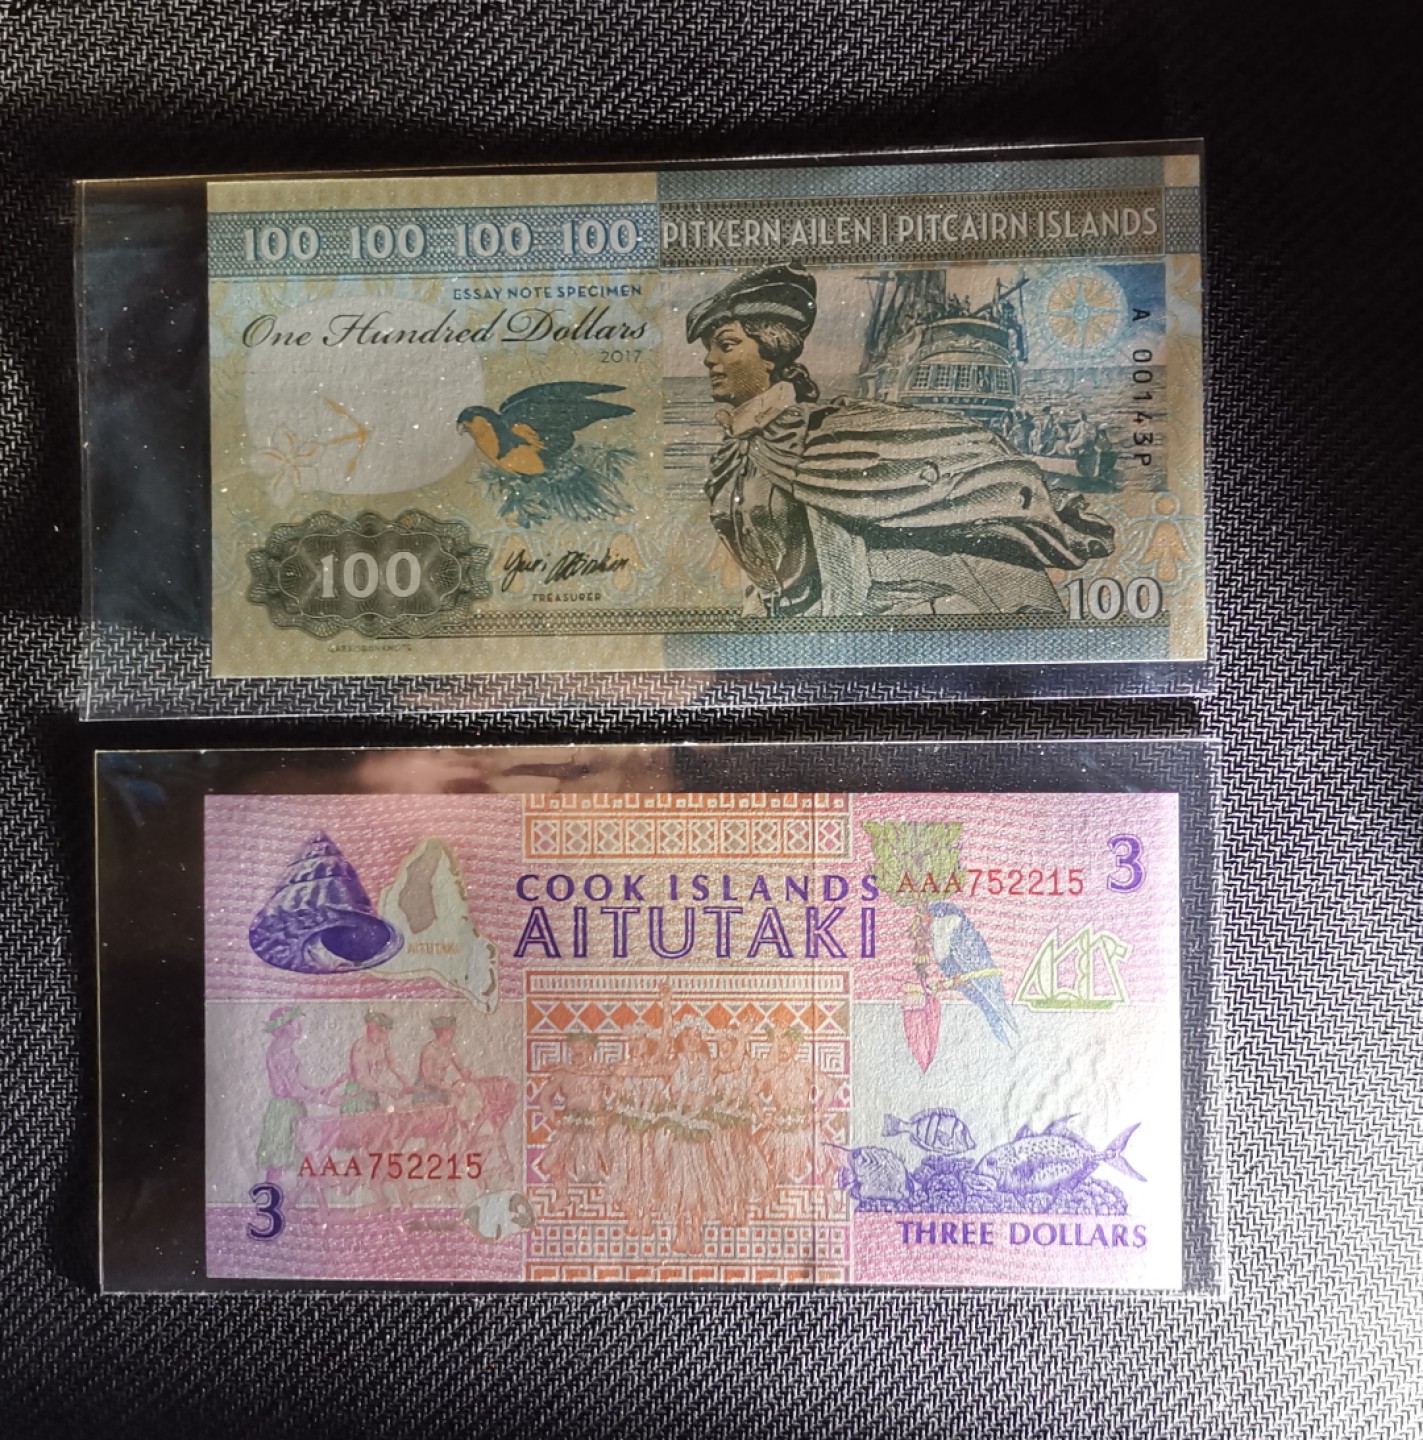 100 100 100 100
PITKERN AILEN | PITCAIRN ISLANDS
ESSAY NOTE SPECIMEN
One Hundred Dollars
2017
A 00143P
100
TREASURER
100
COOK ISLANDS
AITUTAKI
AAA752215
3
AITUTAKI
AAA752215
3
THREE DOLLARS